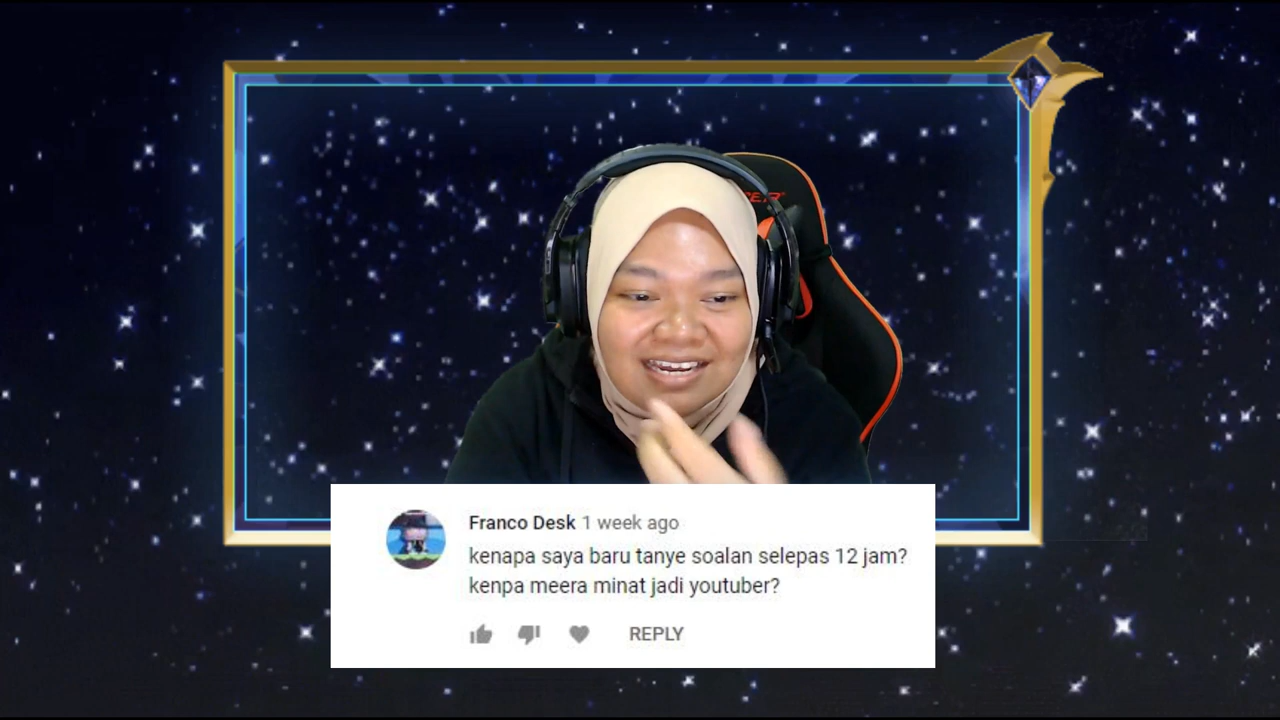 Franco Desk 1 week ago
kenapa saya baru tanye soalan selepas 12 jam?
kenpa meera minat jadi youtuber?
REPLY